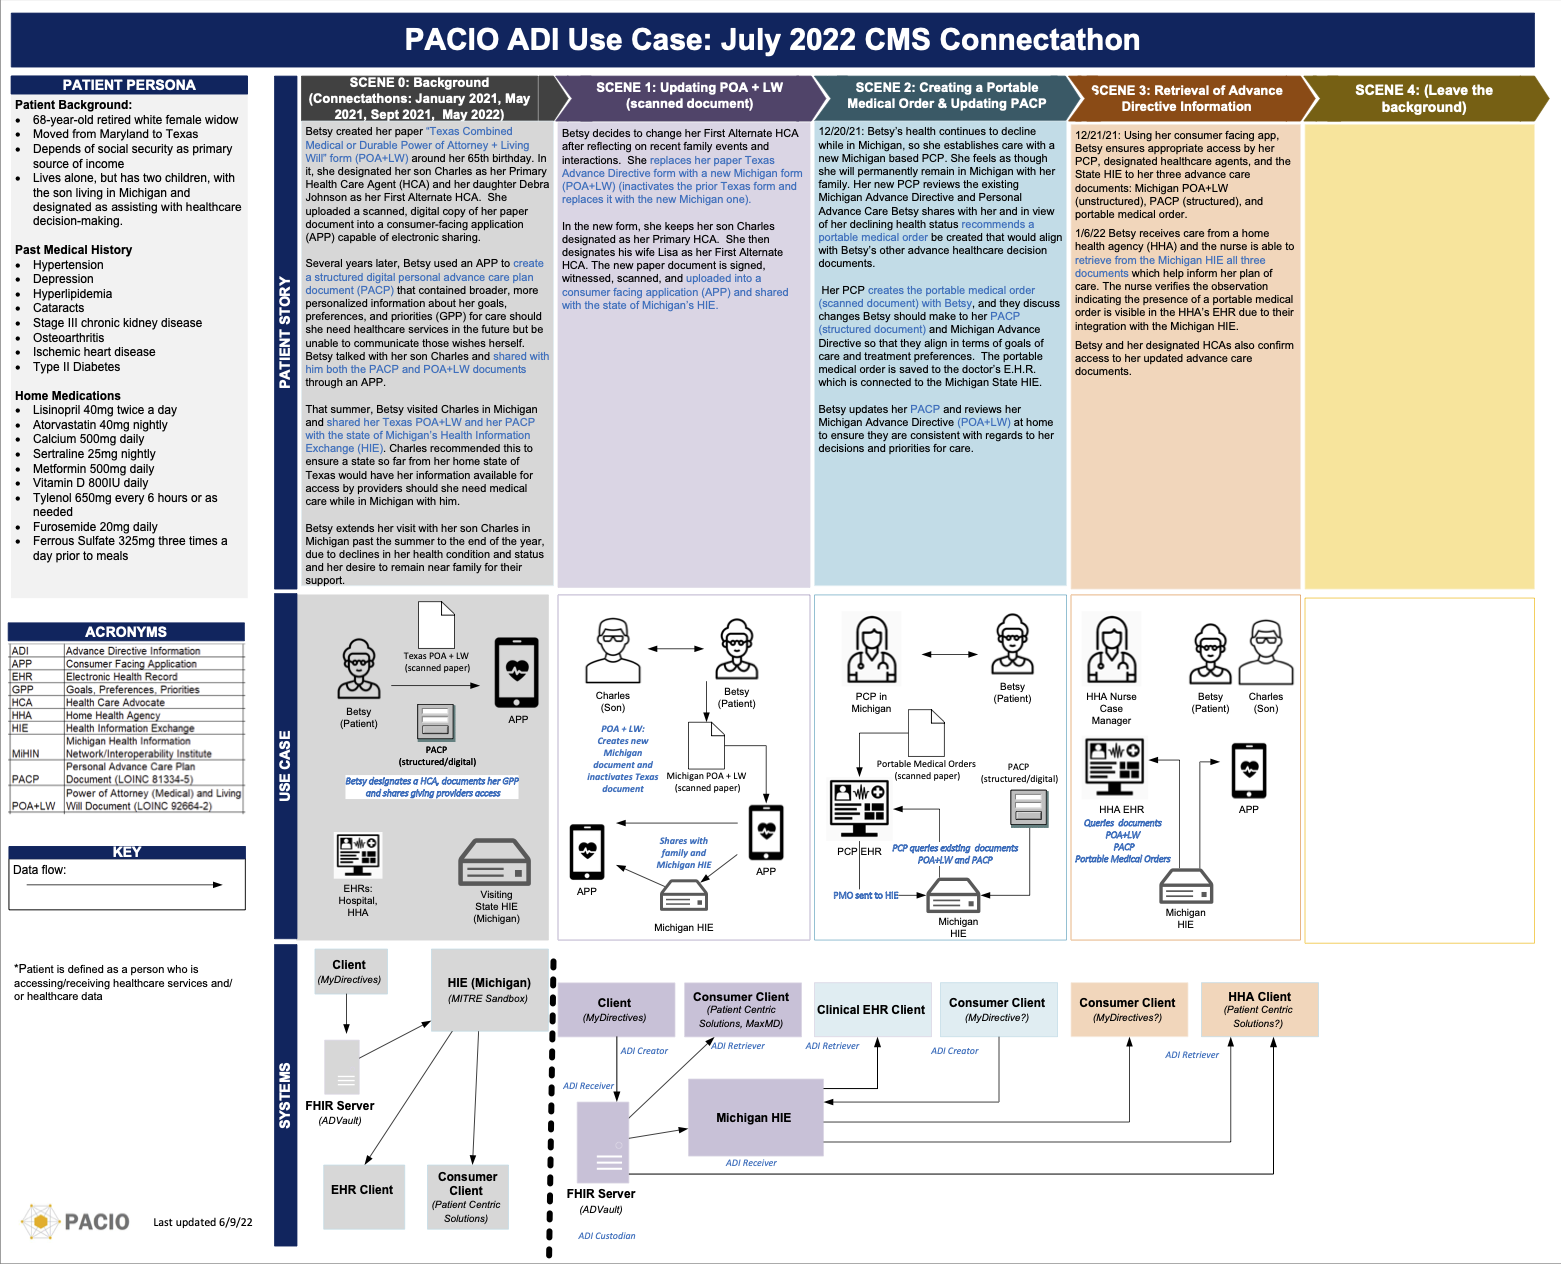 PACIO ADI Use Case: July 2022 CMS Connectathon
PATIENT PERSONA
Patient Background:
• 68-year-old retired white female widow
• Moved from Maryland to Texas
• Depends of social security as primary
source of income
• Lives alone, but has two children, with
the son living in Michigan and
designated as assisting with healthcare
decision-making.
Past Medical History
• Hypertension
• Depression
• Hyperlipidemia
• Cataracts
• Stage III chronic kidney disease
• Osteoarthritis
• Ischemic heart disease
• Type II Diabetes
Home Medications
• Lisinopril 40mg twice a day
• Atorvastatin 40mg nightly
• Calcium 500mg daily
• Sertraline 25mg nightly
• Metformin 500mg daily
• Vitamin D 800IU daily
• Tylenol 650mg every 6 hours or as
needed
• Furosemide 20mg daily
• Ferrous Sulfate 325mg three times a
day prior to meals
ACRONYMS
ADI Advance Directive Information
APP Consumer Facing Application
EHR Electronic Health Record
GPP Goals, Preferences, Priorities
HCA Health Care Advocate
HHA Home Health Agency
HIE Health Information Exchange
Michigan Health Information
MiHIN Network/Interoperability Institute
Personal Advance Care Plan
PACP Document (LOINC 81334-5)
Power of Attorney (Medical) and Living
POA+LW Will Document (LOINC 92664-2)
KEY
Data flow:
*Patient is defined as a person who is
accessing/receiving healthcare services and/
or healthcare data
PACIO
Last updated 6/9/22
PATIENT STORY
SCENE 0: Background
(Connectathons: January 2021, May
2021, Sept 2021, May 2022)
Betsy created her paper "Texas Combined
Medical or Durable Power of Attorney + Living
Will" form (POA+LW) around her 65th birthday. In
it, she designated her son Charles as her Primary
Health Care Agent (HCA) and her daughter Debra
Johnson as her First Alternate HCA. She
uploaded a scanned, digital copy of her paper
document into a consumer-facing application
(APP) capable of electronic sharing.
Several years later, Betsy used an APP to create
a structured digital personal advance care plan
document (PACP) that contained broader, more
personalized information about her goals,
preferences, and priorities (GPP) for care should
she need healthcare services in the future but be
unable to communicate those wishes herself.
Betsy talked with her son Charles and shared with
him both the PACP and POA+LW documents
through an APP.
That summer, Betsy visited Charles in Michigan
and shared her Texas POA+LW and her PACP
with the state of Michigan's Health Information
Exchange (HIE). Charles recommended this to
ensure a state so far from her home state of
Texas would have her information available for
access by providers should she need medical
care while in Michigan with him.
Betsy extends her visit with her son Charles in
Michigan past the summer to the end of the year,
due to declines in her health condition and status
and her desire to remain near family for their
support.
SCENE 1: Updating POA + LW
(scanned document)
Betsy decides to change her First Alternate HCA
after reflecting on recent family events and
interactions. She replaces her paper Texas
Advance Directive form with a new Michigan form
(POA+LW) (inactivates the prior Texas form and
replaces it with the new Michigan one).
In the new form, she keeps her son Charles
designated as her Primary HCA. She then
designates his wife Lisa as her First Alternate
HCA. The new paper document is signed,
witnessed, scanned, and uploaded into a
consumer facing application (APP) and shared
with the state of Michigan's HIE.
SCENE 2: Creating a Portable
Medical Order & Updating PACP
12/20/21: Betsy's health continues to decline
while in Michigan, so she establishes care with a
new Michigan based PCP. She feels as though
she will permanently remain in Michigan with her
family. Her new PCP reviews the existing
Michigan Advance Directive and Personal
Advance Care Betsy shares with her and in view
of her declining health status recommends a
portable medical order be created that would align
with Betsy's other advance healthcare decision
documents.
Her PCP creates the portable medical order
(scanned document) with Betsy, and they discuss
changes Betsy should make to her PACP
(structured document) and Michigan Advance
Directive so that they align in terms of goals of
care and treatment preferences. The portable
medical order is saved to the doctor's E.H.R.
which is connected to the Michigan State HIE.
Betsy updates her PACP and reviews her
Michigan Advance Directive (POA+LW) at home
to ensure they are consistent with regards to her
decisions and priorities for care.
SCENE 3: Retrieval of Advance
Directive Information
12/21/21: Using her consumer facing app,
Betsy ensures appropriate access by her
PCP, designated healthcare agents, and the
State HIE to her three advance care
documents: Michigan POA+LW
(unstructured), PACP (structured), and
portable medical order.
1/6/22 Betsy receives care from a home
health agency (HHA) and the nurse is able to
retrieve from the Michigan HIE all three
documents which help inform her plan of
care. The nurse verifies the observation
indicating the presence of a portable medical
order is visible in the HHA's EHR due to their
integration with the Michigan HIE.
Betsy and her designated HCAs also confirm
access to her updated advance care
documents.
SCENE 4: (Leave the
background)
USE CASE
Texas POA + LW
(scanned paper)
Betsy
(Patient)
APP
PACP
(structured/digital)
Betsy designates a HCA, documents her GPP
and shares giving providers access
EHRs:
Hospital,
HHA
Visiting
State HIE
(Michigan)
Charles
(Son)
Betsy
(Patient)
POA + LW:
Creates new
Michigan
document and
inactivates Texas
document
Michigan POA + LW
(scanned paper)
Shares with
family and
Michigan HIE
APP
APP
Michigan HIE
PCP in
Michigan
Betsy
(Patient)
Portable Medical Orders
(scanned paper)
PACP
(structured/digital)
PCP EHR
PCP queries existing documents
POA+LW and PACP
PMO sent to HIE
Michigan
HIE
HHA Nurse
Case
Manager
Betsy
(Patient)
Charles
(Son)
HHA EHR
APP
Queries documents
POA+LW
PACP
Portable Medical Orders
Michigan
HIE
SYSTEMS
Client
(MyDirectives)
HIE (Michigan)
(MITRE Sandbox)
FHIR Server
(ADVault)
EHR Client
Consumer
Client
(Patient Centric
Solutions)
Client
(MyDirectives)
Consumer Client
(Patient Centric
Solutions, MaxMD)
Clinical EHR Client
Consumer Client
(MyDirective?)
Consumer Client
(MyDirectives?)
HHA Client
(Patient Centric
Solutions?)
ADI Creator
ADI Retriever
ADI Retriever
ADI Creator
ADI Retriever
ADI Receiver
Michigan HIE
ADI Receiver
FHIR Server
(ADVault)
ADI Custodian